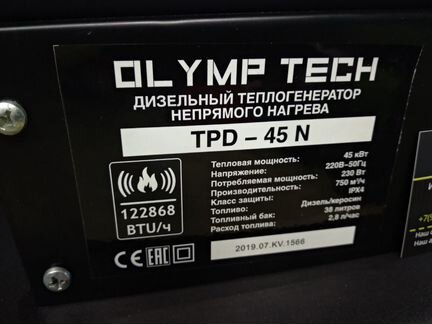 OLYMP TECH
ДИЗЕЛЬНЫЙ ТЕПЛОГЕНЕРАТОР
НЕПРЯМОГО НАГРЕВА
TPD – 45 N
Тепловая мощность: 45 кВт
Напряжение: 220В–50Гц
Потребляемая мощность: 230 Вт
Производительность: 750 м³/ч
Класс защиты: IPX4
Топливо: Дизель/керосин
Топливный бак: 38 литров
Расход топлива: 2,8 л/час
122868
BTU/ч
CE EAC
2019.07.KV.1566